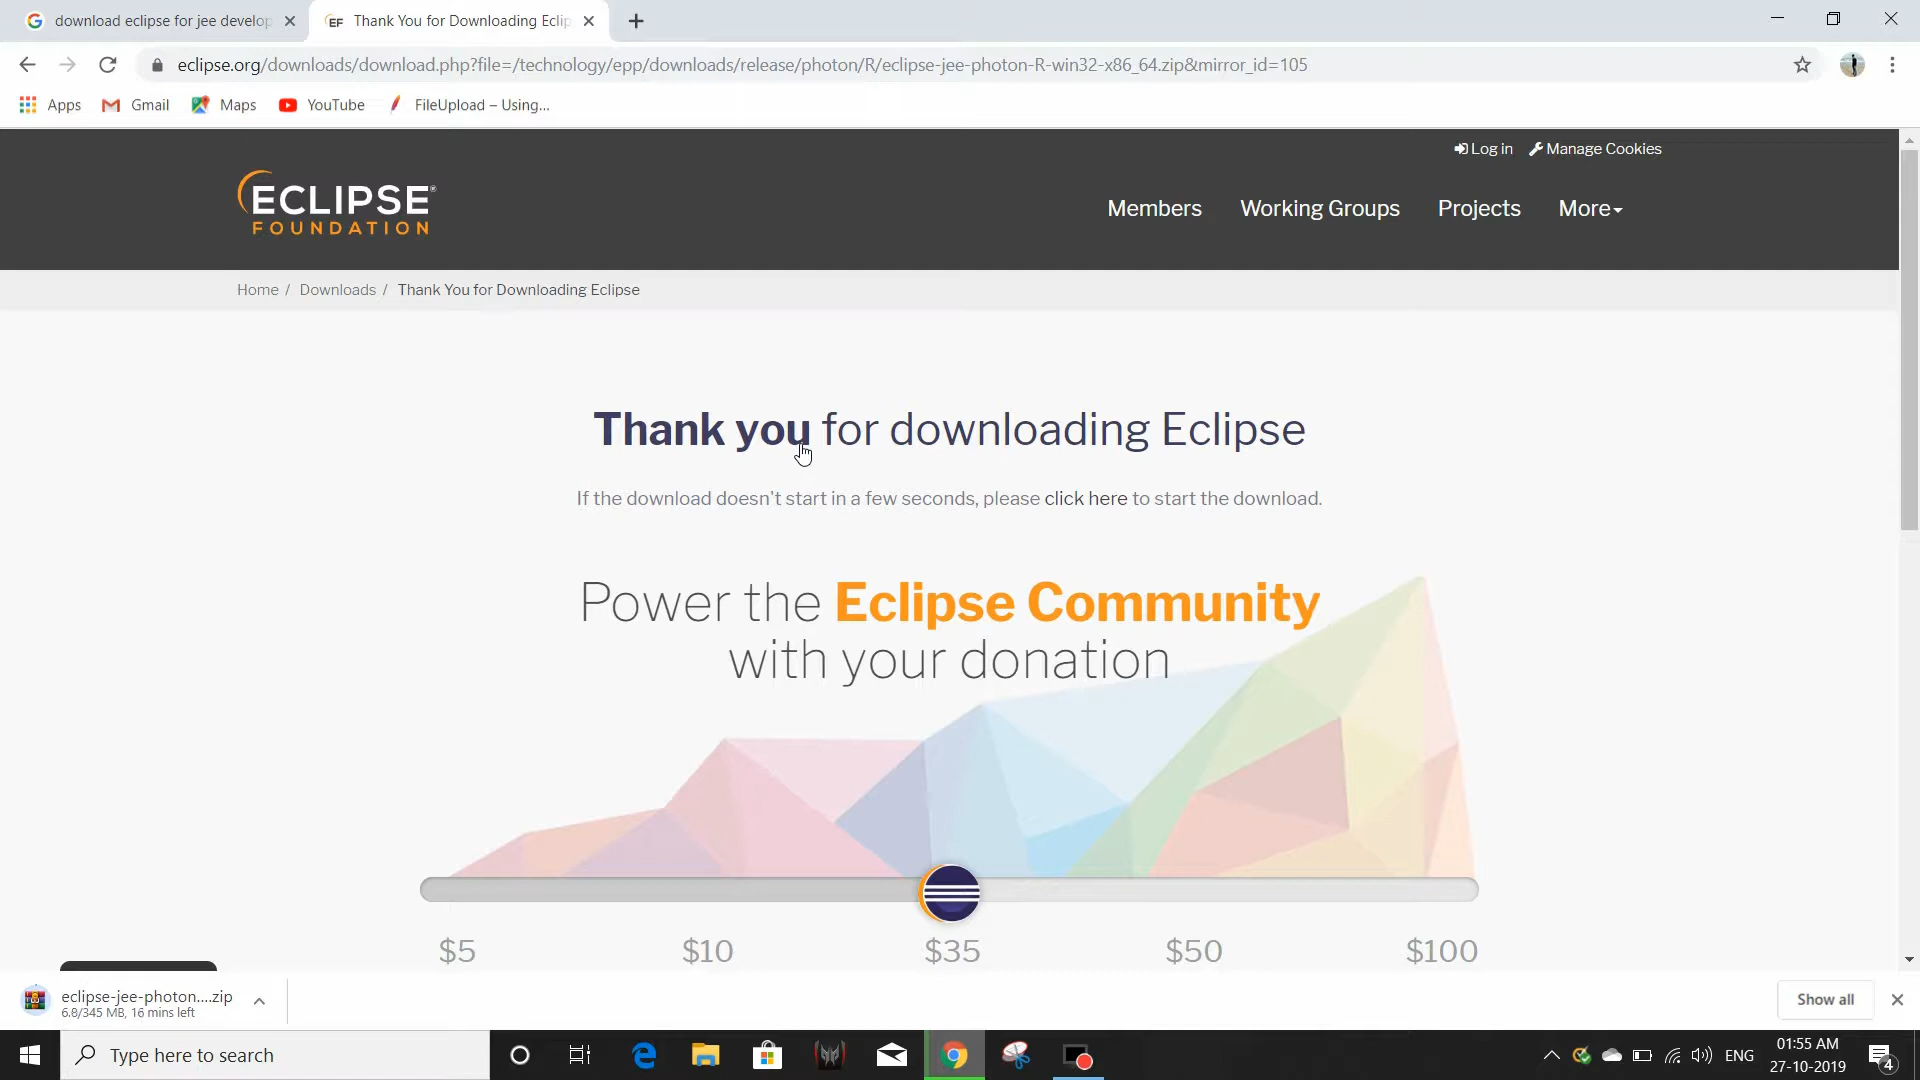 download eclipse for jee develop
EF Thank You for Downloading Eclip
eclipse.org/downloads/download.php?file=/technology/epp/downloads/release/photon/R/eclipse-jee-photon-R-win32-x86_64.zip&mirror_id=105
Apps Gmail Maps YouTube FileUpload – Using...
Log in Manage Cookies
ECLIPSE®
FOUNDATION
Members Working Groups Projects More
Home / Downloads / Thank You for Downloading Eclipse
Thank you for downloading Eclipse
If the download doesn't start in a few seconds, please click here to start the download.
Power the Eclipse Community
with your donation
$5 $10 $35 $50 $100
eclipse-jee-photon....zip
6.8/345 MB, 16 mins left
Show all
Type here to search
ENG
01:55 AM
27-10-2019
4